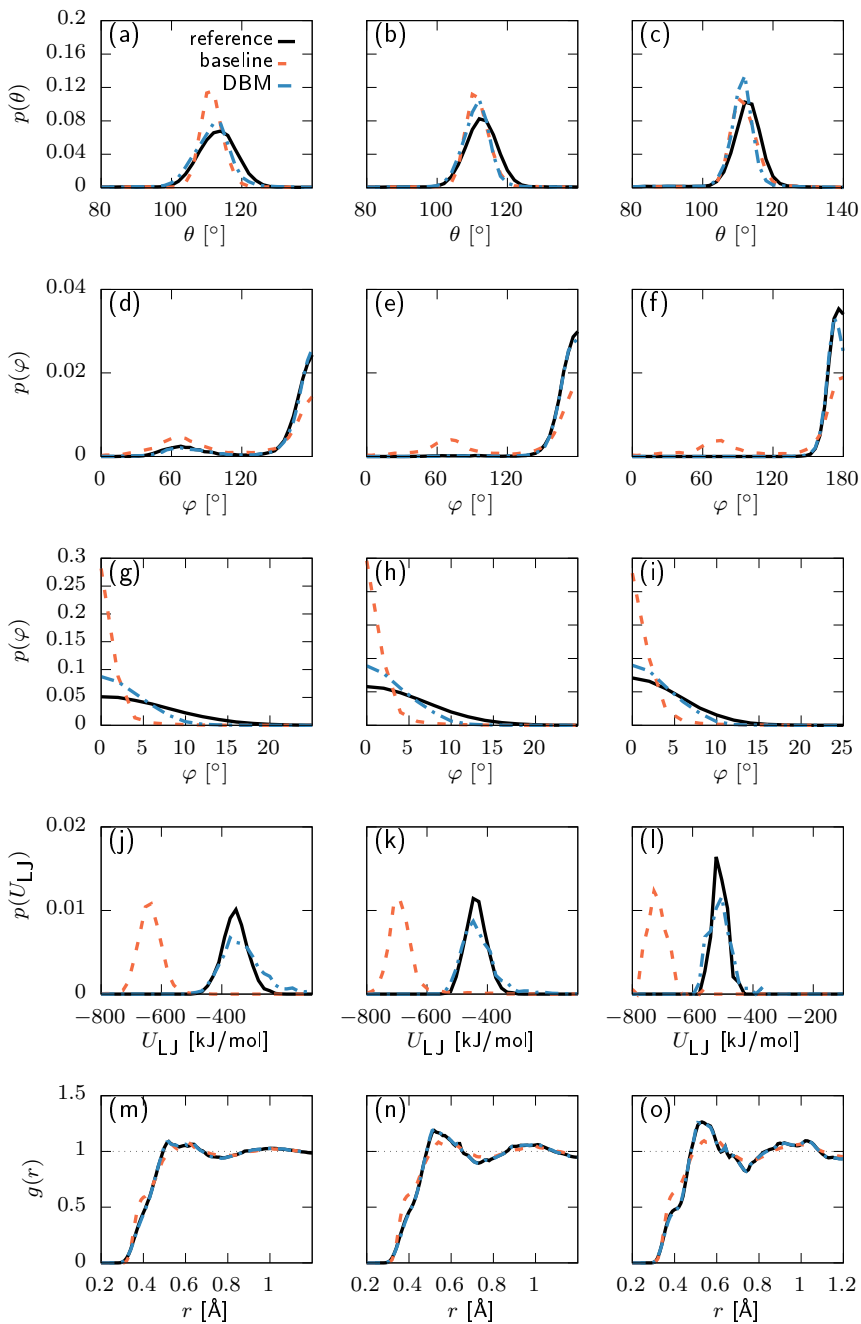 (a) (b) (c)
reference
baseline
DBM
p(θ)
0.2
0.16
0.12
0.08
0.04
0
80 120 80 100 120 80 100 120 140
θ [°] θ [°] θ [°]
(d) (e) (f)
p(φ)
0.04
0.02
0
60 120 0 60 120 0 60 120 180
φ [°] φ [°] φ [°]
(g) (h) (i)
p(φ)
0.3
0.25
0.2
0.15
0.1
0.05
0
0 5 10 15 20 0 5 10 15 20 0 5 10 15 20 25
φ [°] φ [°] φ [°]
(j) (k) (l)
p(U_LJ)
0.02
0.01
0
−800 −400 −800 −600 −400 −800 −600 −400 −200
U_LJ [kJ/mol] U_LJ [kJ/mol] U_LJ [kJ/mol]
(m) (n) (o)
g(r)
1.5
1
0.5
0
0.2 0.4 0.6 0.8 1 0.2 0.4 0.6 0.8 1 0.2 0.4 0.6 0.8 1 1.2
r [Å] r [Å] r [Å]